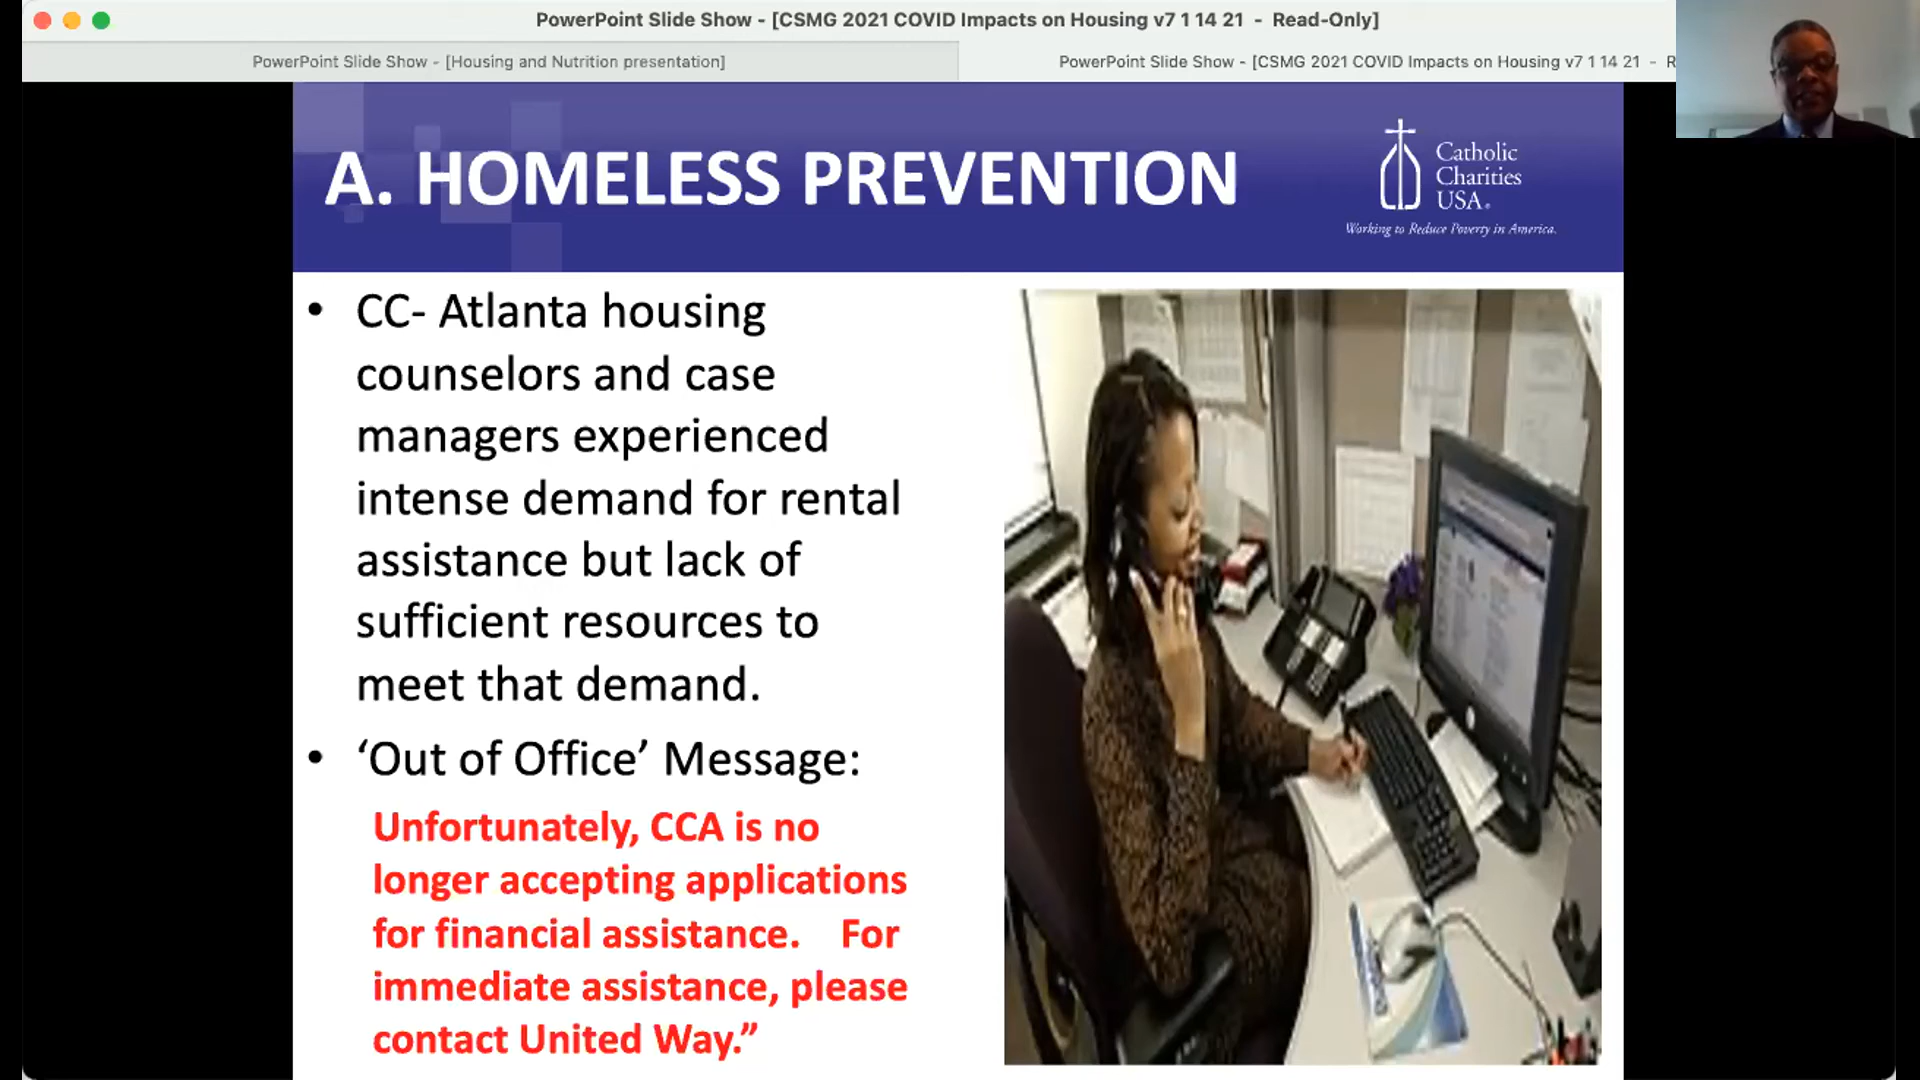 PowerPoint Slide Show - [CSMG 2021 COVID Impacts on Housing v7 1 14 21 - Read-Only]
PowerPoint Slide Show - [Housing and Nutrition presentation]
PowerPoint Slide Show - [CSMG 2021 COVID Impacts on Housing v7 1 14 21 - R
A. HOMELESS PREVENTION
Catholic
Charities
USA®
Working to Reduce Poverty in America.
• CC- Atlanta housing
counselors and case
managers experienced
intense demand for rental
assistance but lack of
sufficient resources to
meet that demand.
• ‘Out of Office’ Message:
Unfortunately, CCA is no
longer accepting applications
for financial assistance. For
immediate assistance, please
contact United Way.”